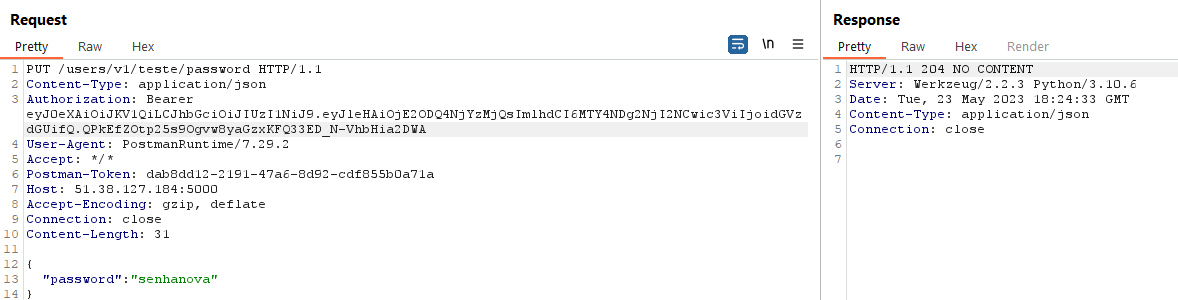 Request
Pretty Raw Hex
\n
1 PUT /users/v1/teste/password HTTP/1.1
2 Content-Type: application/json
3 Authorization: Bearer
eyJ0eXAiOiJKV1QiLCJhbGciOiJIUzI1NiJ9.eyJleHAiOjE2ODQ4NjYzMjQsImlhdCI6MTY4NDg2NjI2NCwic3ViIjoidGVz
dGUifQ.QPkEfZOtp25s9Ogvw8yaGzxKFQ33ED_N-VhbHia2DWA
4 User-Agent: PostmanRuntime/7.29.2
5 Accept: */*
6 Postman-Token: dab8dd12-2191-47a6-8d92-cdf855b0a71a
7 Host: 51.38.127.184:5000
8 Accept-Encoding: gzip, deflate
9 Connection: close
10 Content-Length: 31
11
12 {
13 "password":"senhanova"
14 }
Response
Pretty Raw Hex Render
1 HTTP/1.1 204 NO CONTENT
2 Server: Werkzeug/2.2.3 Python/3.10.6
3 Date: Tue, 23 May 2023 18:24:33 GMT
4 Content-Type: application/json
5 Connection: close
6
7